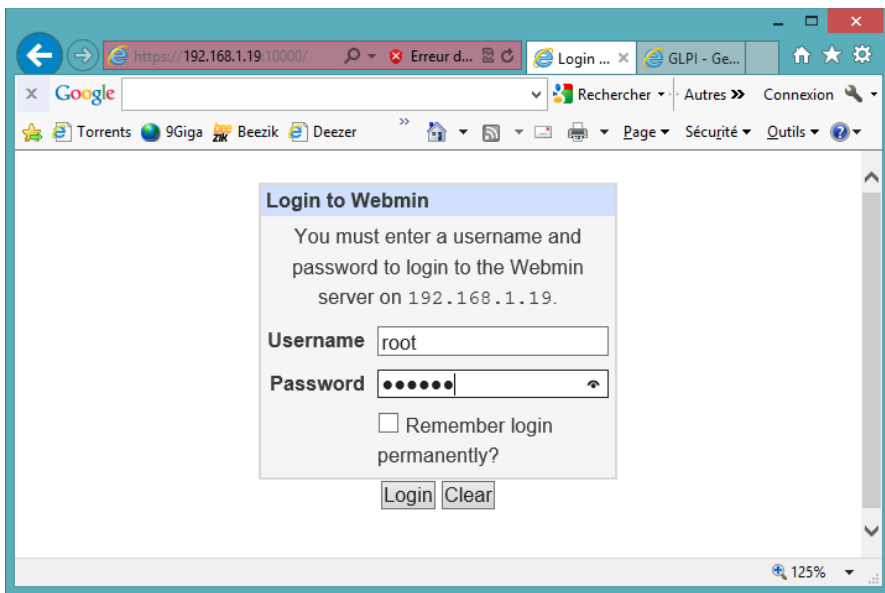 https://192.168.1.19:10000/ Erreur d... Login ... × GLPI - Ge...
x Google Rechercher Autres » Connexion
Torrents 9Giga Beezik Deezer » Page Sécurité Outils
Login to Webmin
You must enter a username and
password to login to the Webmin
server on 192.168.1.19.
Username root
Password ●●●●●●
Remember login
permanently?
Login Clear
125%